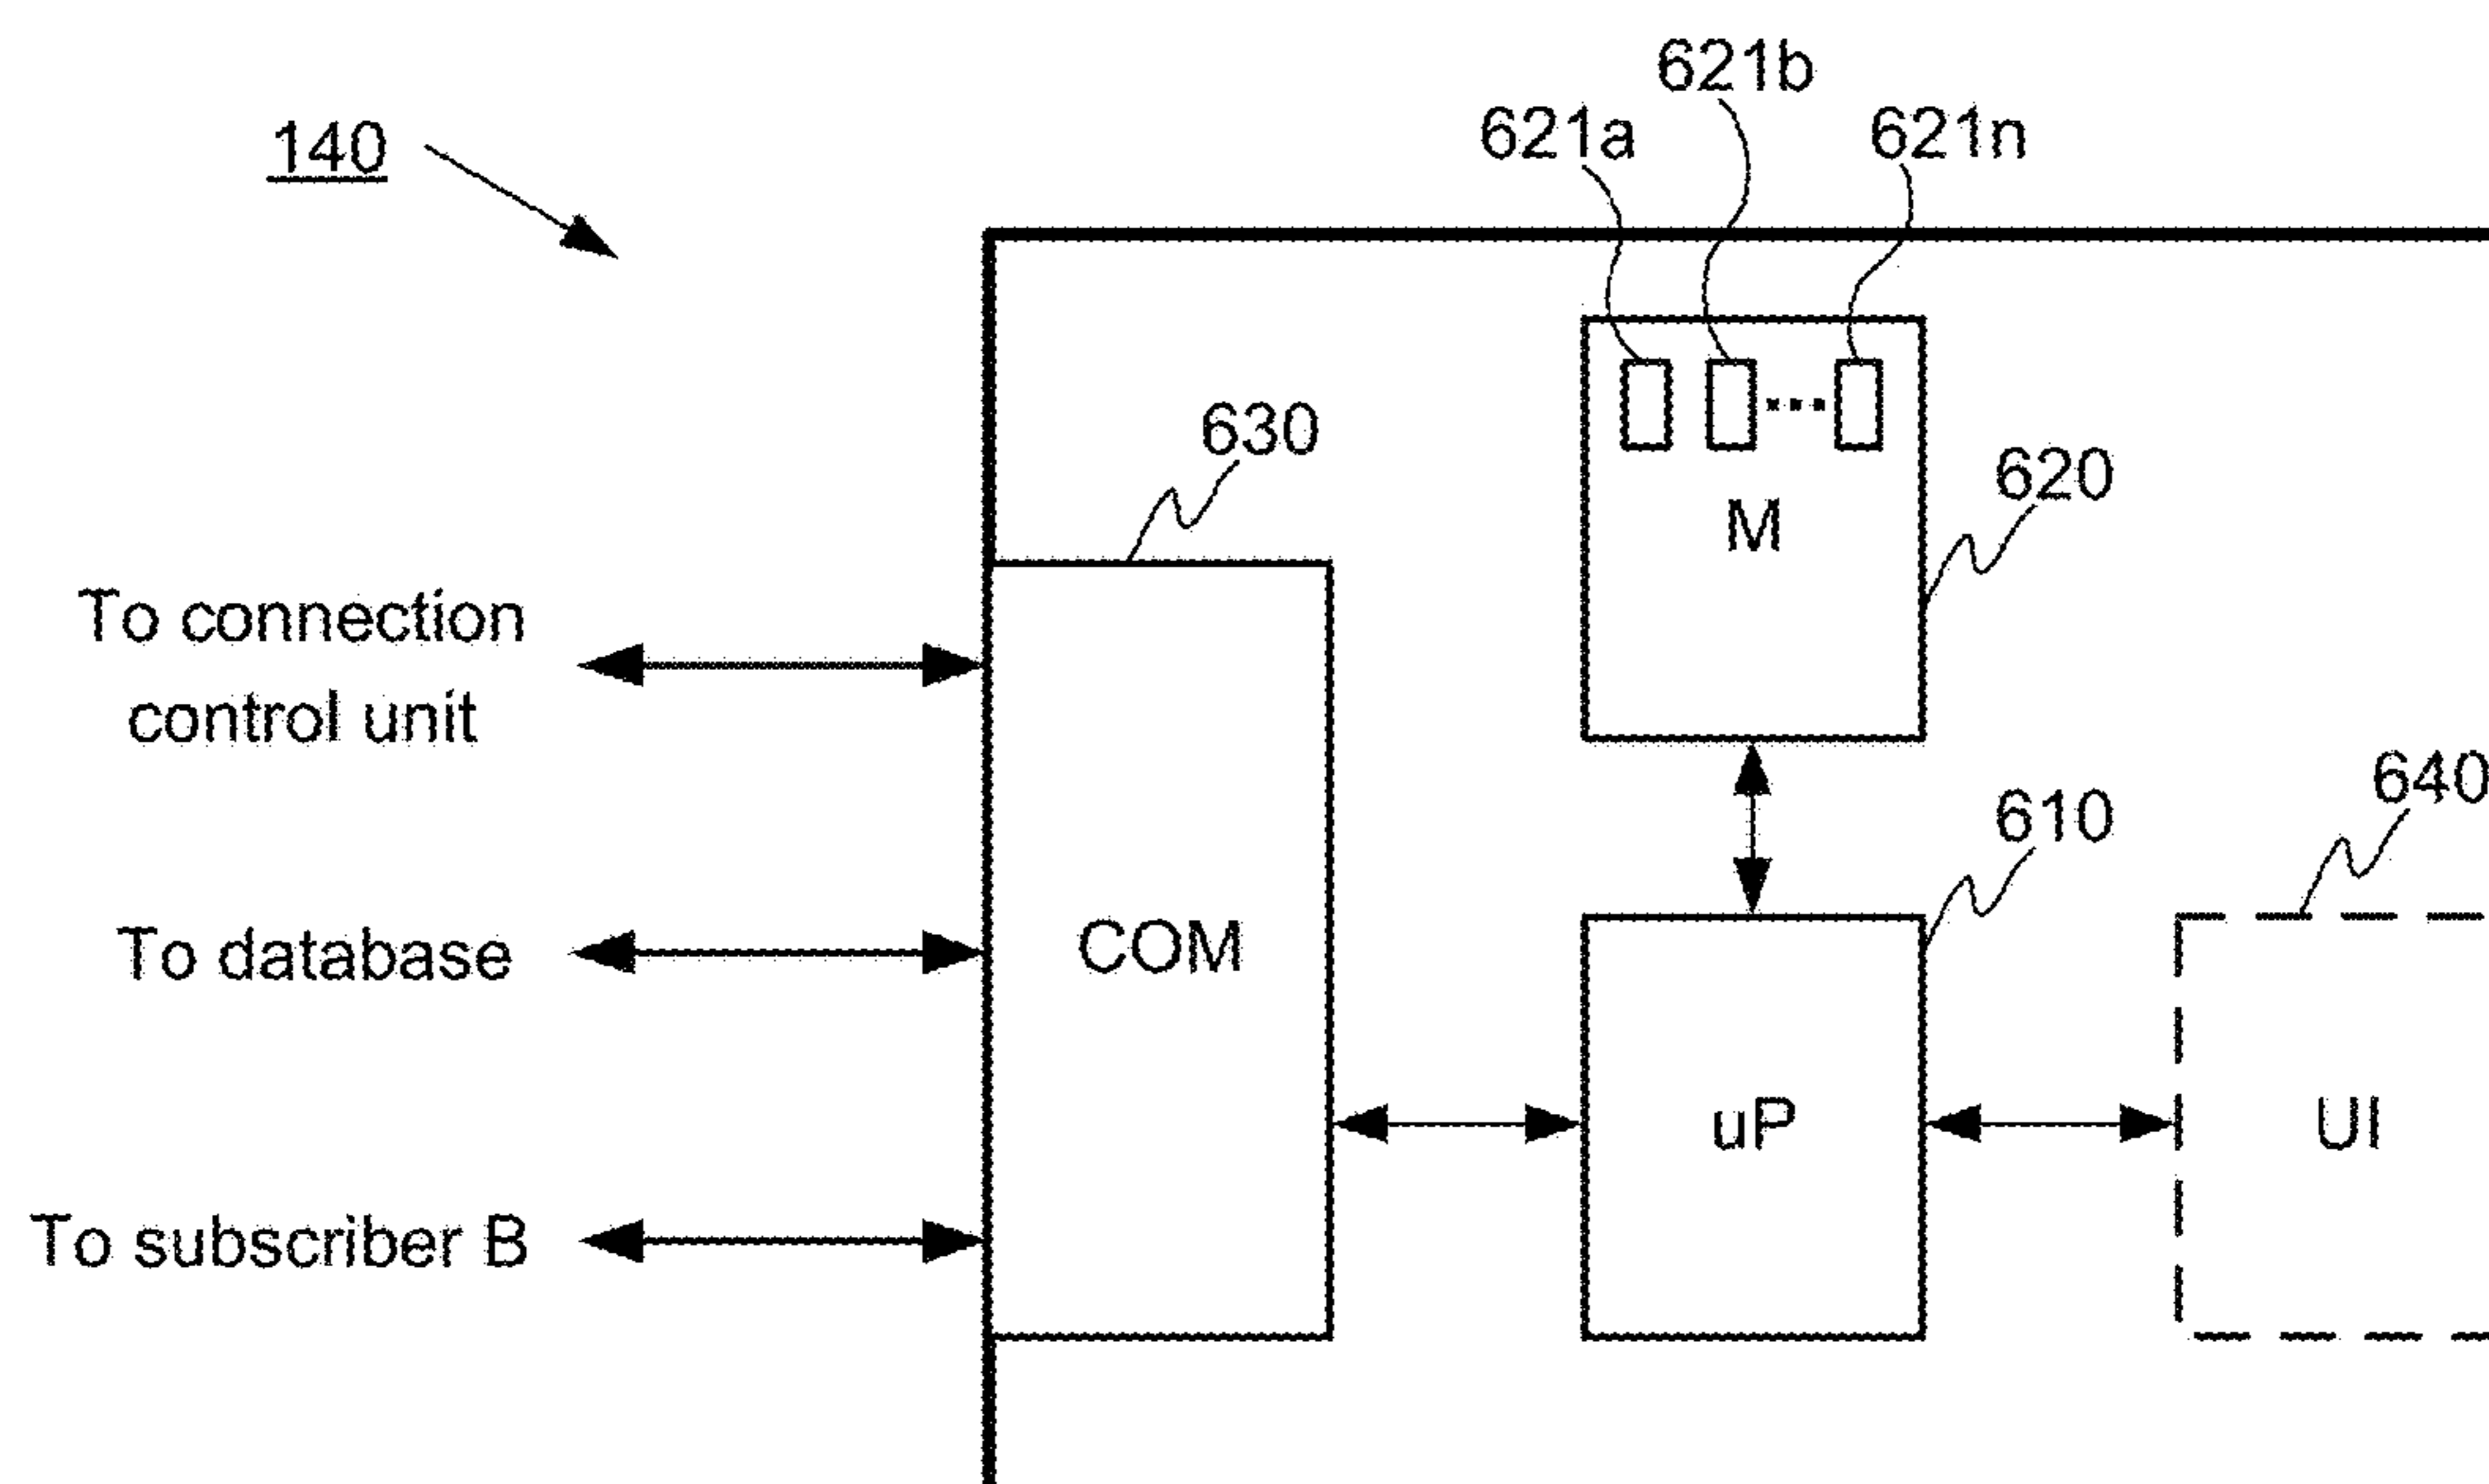 621b
621a
621n
140
630
620
M
To connection
control unit
640
610
To database
COM
uP
UI
To subscriber B